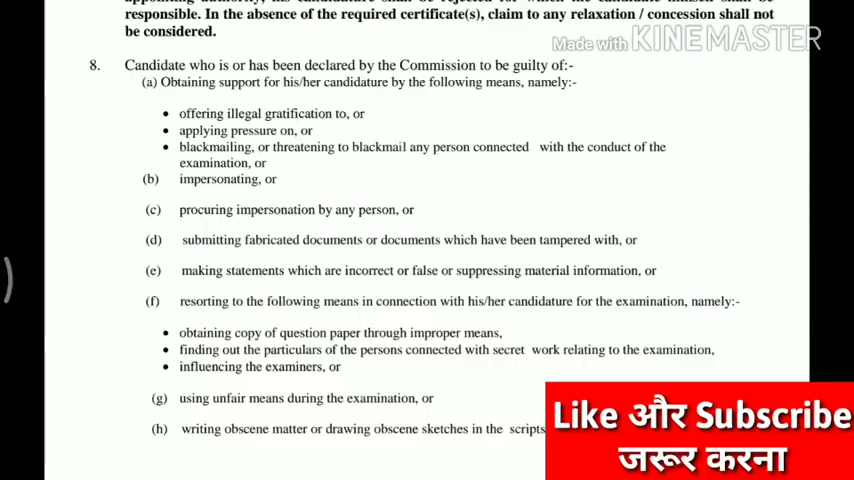 responsible. In the absence of the required certificate(s), claim to any relaxation / concession shall not
be considered.
Made with KINEMASTER
8. Candidate who is or has been declared by the Commission to be guilty of:-
(a) Obtaining support for his/her candidature by the following means, namely:-
• offering illegal gratification to, or
• applying pressure on, or
• blackmailing, or threatening to blackmail any person connected with the conduct of the
examination, or
(b) impersonating, or
(c) procuring impersonation by any person, or
(d) submitting fabricated documents or documents which have been tampered with, or
(e) making statements which are incorrect or false or suppressing material information, or
(f) resorting to the following means in connection with his/her candidature for the examination, namely:-
• obtaining copy of question paper through improper means,
• finding out the particulars of the persons connected with secret work relating to the examination,
• influencing the examiners, or
(g) using unfair means during the examination, or
(h) writing obscene matter or drawing obscene sketches in the scripts
Like और Subscribe
जरूर करना